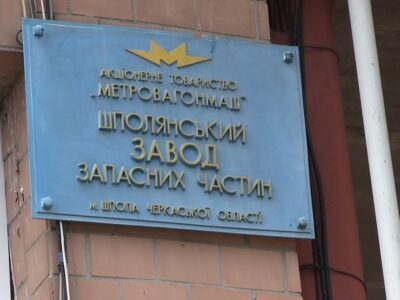 АКЦІОНЕРНЕ ТОВАРИСТВО
„МЕТРОВАГОНМАШ"
ШПОЛЯНСЬКИЙ
ЗАВОД
ЗАПАСНИХ ЧАСТИН
М. ШПОЛА ЧЕРКАСЬКОЇ ОБЛАСТІ